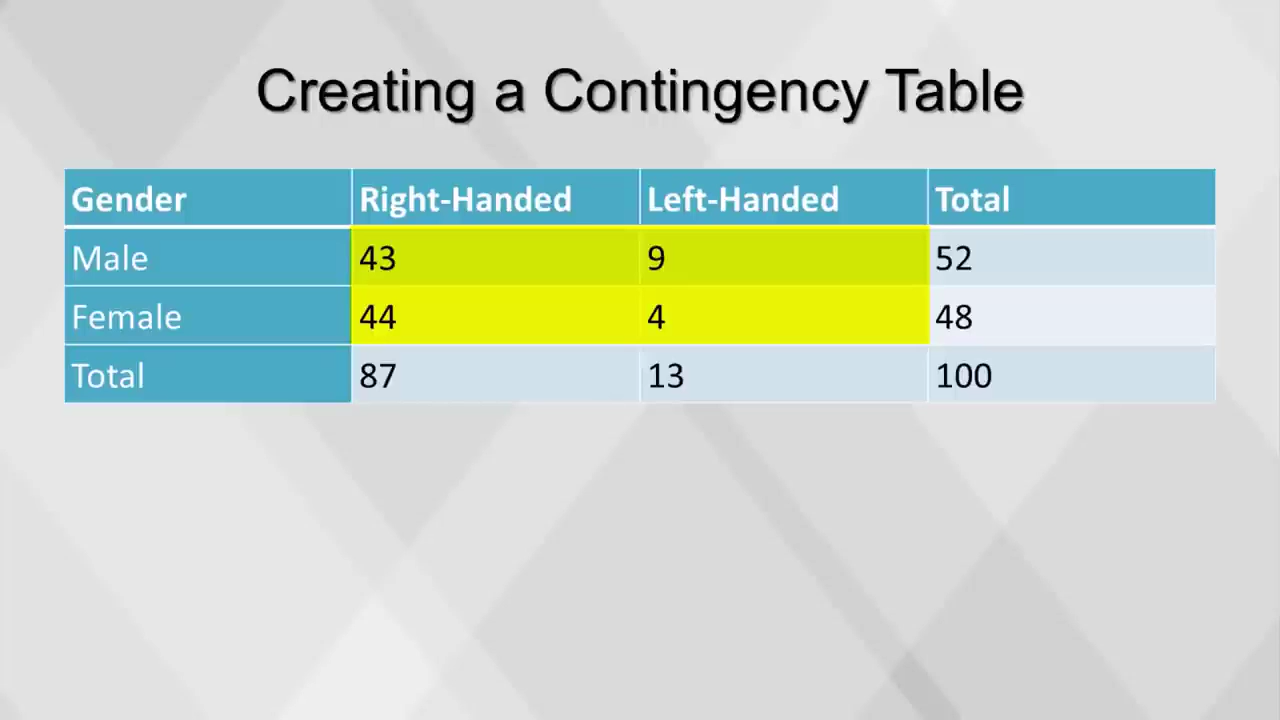 Creating a Contingency Table
Gender Right-Handed Left-Handed Total
Male 43 9 52
Female 44 4 48
Total 87 13 100